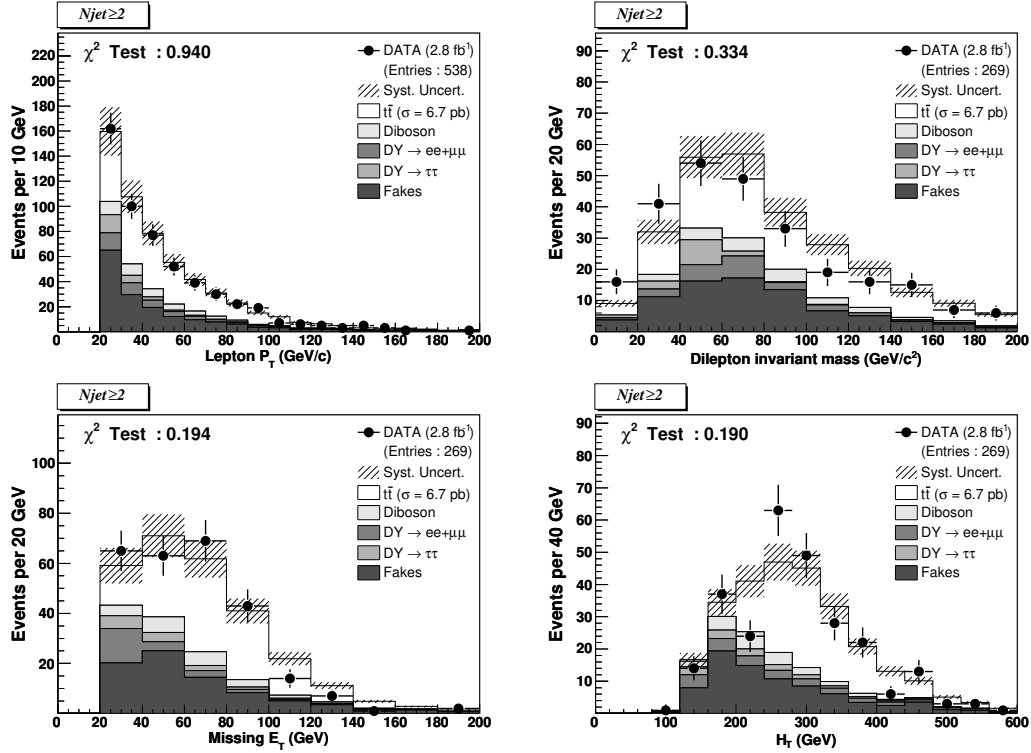 Njet≥2
χ² Test : 0.940
DATA (2.8 fb⁻¹)
(Entries : 538)
Syst. Uncert.
tt̄ (σ = 6.7 pb)
Diboson
DY → ee+μμ
DY → ττ
Fakes
Events per 10 GeV
220
200
180
160
140
120
100
80
60
40
20
0 20 40 60 80 100 120 140 160 180 200
Lepton P_T (GeV/c)
Njet≥2
χ² Test : 0.334
DATA (2.8 fb⁻¹)
(Entries : 269)
Syst. Uncert.
tt̄ (σ = 6.7 pb)
Diboson
DY → ee+μμ
DY → ττ
Fakes
Events per 20 GeV
90
80
70
60
50
40
30
20
10
0 20 40 60 80 100 120 140 160 180 200
Dilepton invariant mass (GeV/c²)
Njet≥2
χ² Test : 0.194
DATA (2.8 fb⁻¹)
(Entries : 269)
Syst. Uncert.
tt̄ (σ = 6.7 pb)
Diboson
DY → ee+μμ
DY → ττ
Fakes
Events per 20 GeV
100
80
60
40
20
0 20 40 60 80 100 120 140 160 180 200
Missing E_T (GeV)
Njet≥2
χ² Test : 0.190
DATA (2.8 fb⁻¹)
(Entries : 269)
Syst. Uncert.
tt̄ (σ = 6.7 pb)
Diboson
DY → ee+μμ
DY → ττ
Fakes
Events per 40 GeV
90
80
70
60
50
40
30
20
10
0 100 200 300 400 500 600
H_T (GeV)